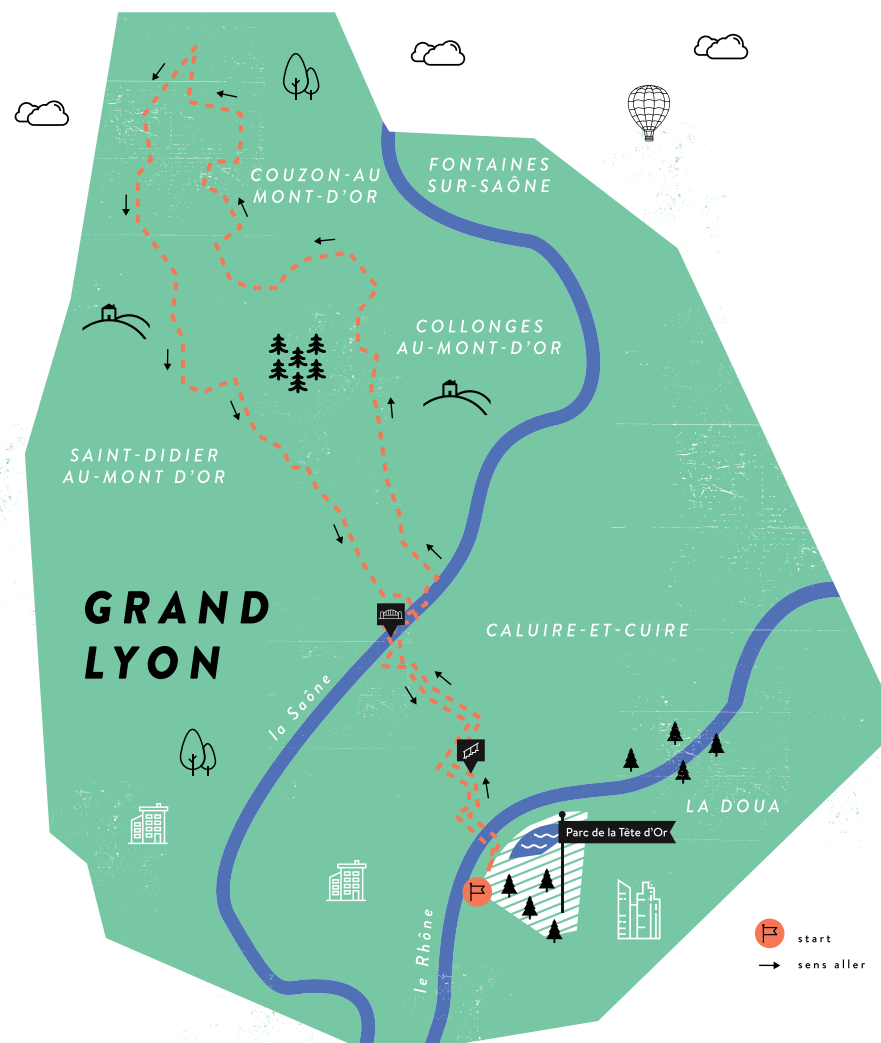 COUZON-AU
MONT-D'OR
FONTAINES
SUR-SAÔNE
COLLONGES
AU-MONT-D'OR
SAINT-DIDIER
AU-MONT D'OR
GRAND
LYON
CALUIRE-ET-CUIRE
la Saône
LA DOUA
Parc de la Tête d'Or
le Rhône
start
sens aller